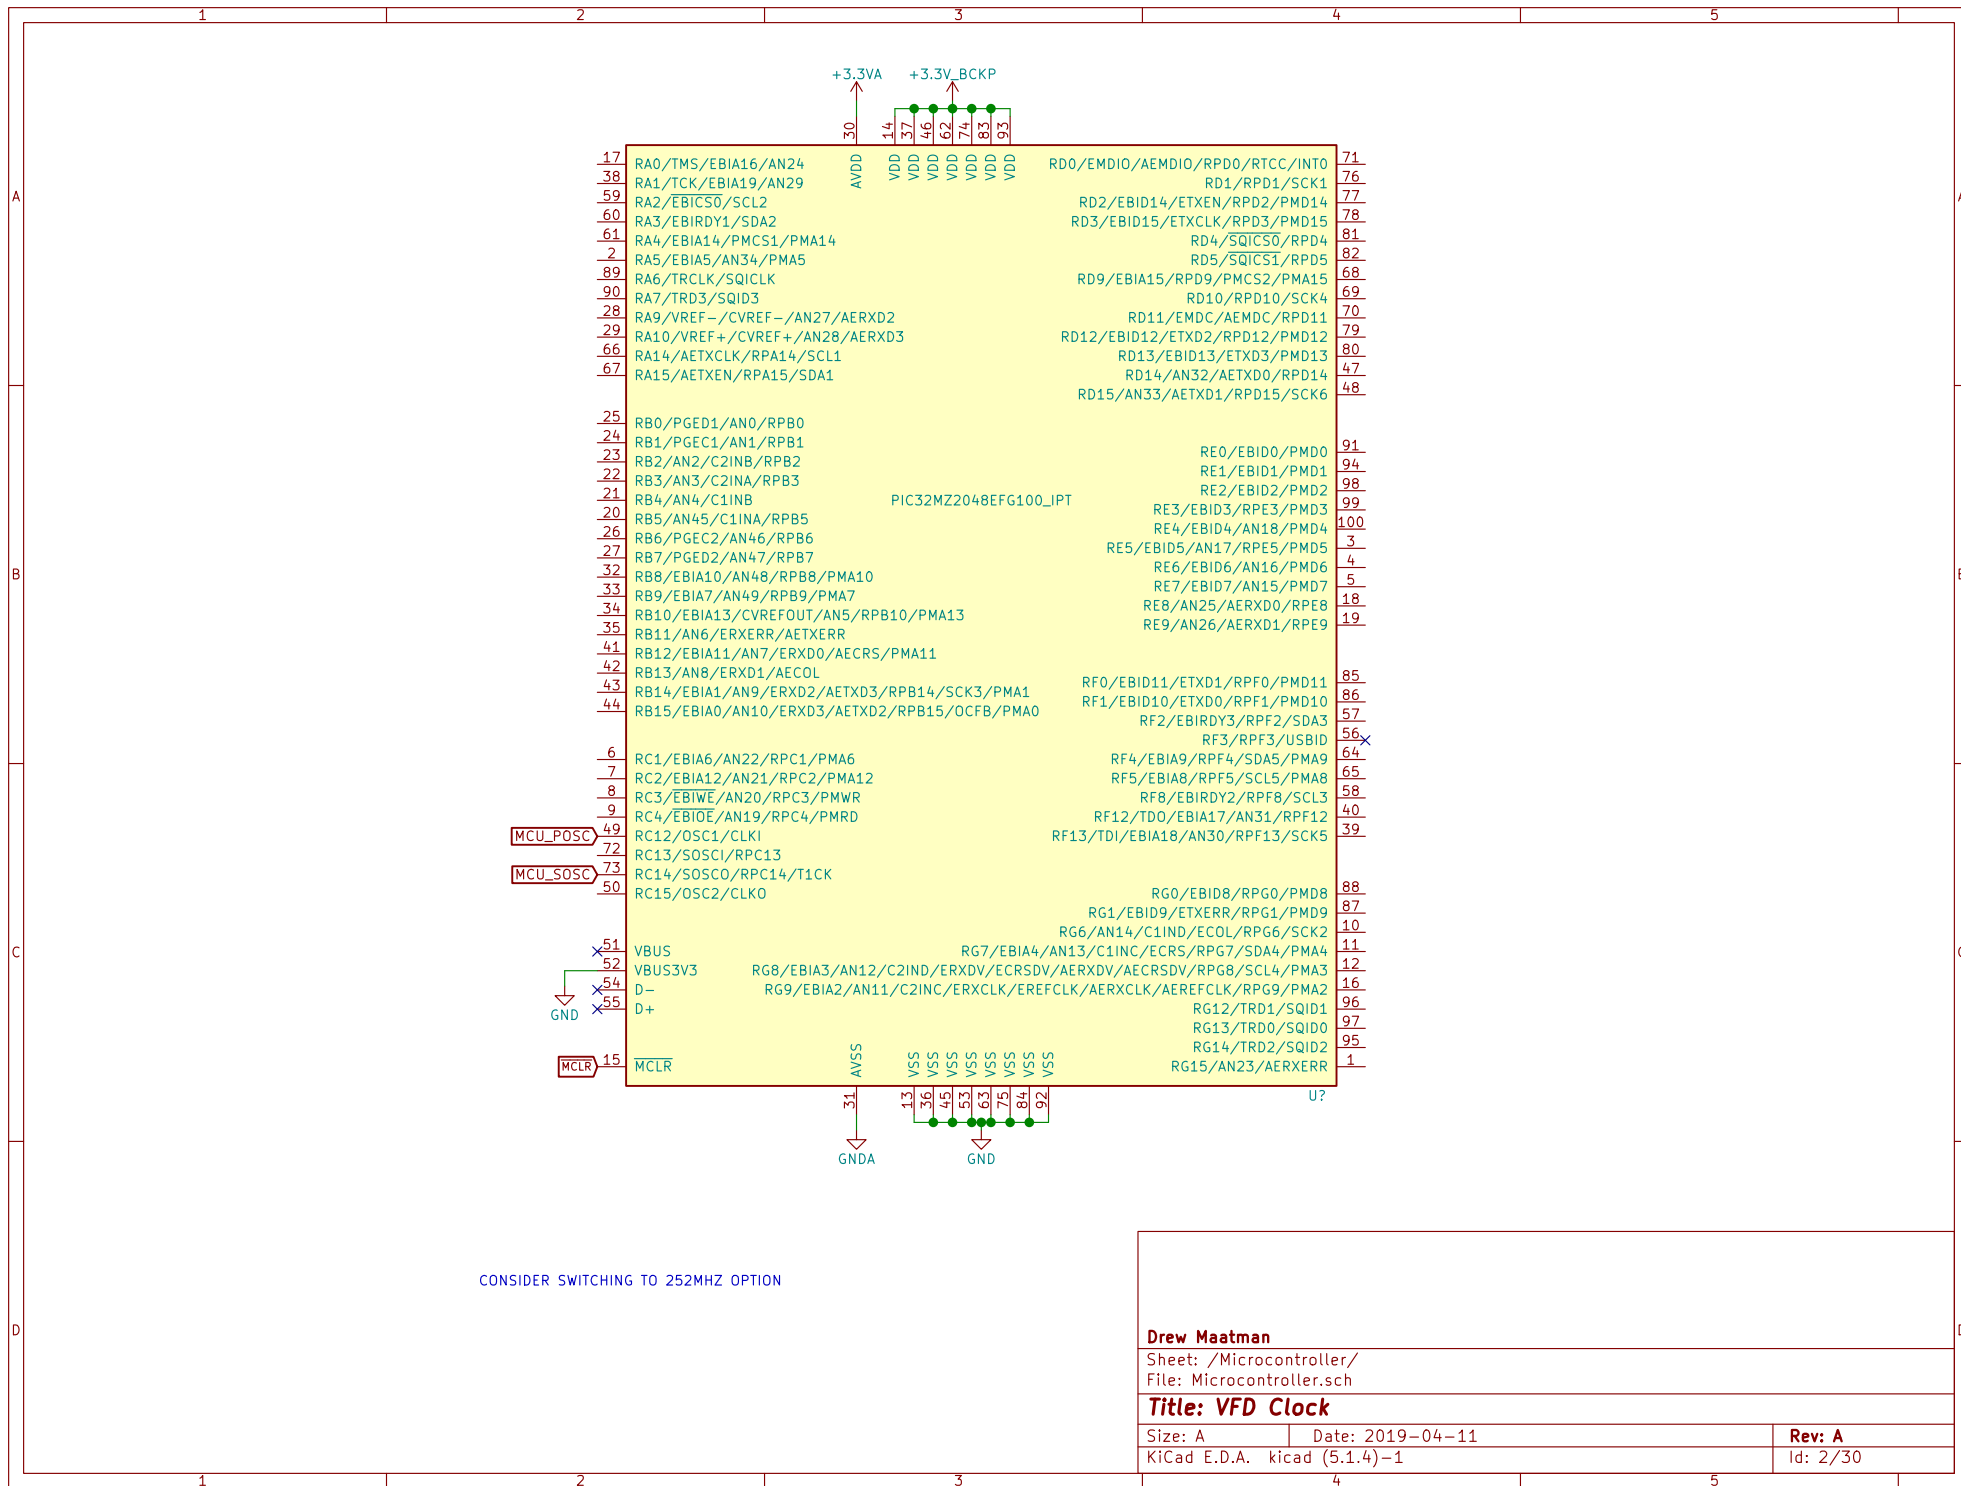 1 2 3 4 5
+3.3VA +3.3V_BCKP
30 14 37 46 62 74 83 93
AVDD VDD VDD VDD VDD VDD VDD VDD
A
17 RA0/TMS/EBIA16/AN24
38 RA1/TCK/EBIA19/AN29
59 RA2/EBICS0/SCL2
60 RA3/EBIRDY1/SDA2
61 RA4/EBIA14/PMCS1/PMA14
2 RA5/EBIA5/AN34/PMA5
89 RA6/TRCLK/SQICLK
90 RA7/TRD3/SQID3
28 RA9/VREF-/CVREF-/AN27/AERXD2
29 RA10/VREF+/CVREF+/AN28/AERXD3
66 RA14/AETXCLK/RPA14/SCL1
67 RA15/AETXEN/RPA15/SDA1
25 RB0/PGED1/AN0/RPB0
24 RB1/PGEC1/AN1/RPB1
23 RB2/AN2/C2INB/RPB2
22 RB3/AN3/C2INA/RPB3
21 RB4/AN4/C1INB
20 RB5/AN45/C1INA/RPB5
26 RB6/PGEC2/AN46/RPB6
27 RB7/PGED2/AN47/RPB7
B
32 RB8/EBIA10/AN48/RPB8/PMA10
33 RB9/EBIA7/AN49/RPB9/PMA7
34 RB10/EBIA13/CVREFOUT/AN5/RPB10/PMA13
35 RB11/AN6/ERXERR/AETXERR
41 RB12/EBIA11/AN7/ERXD0/AECRS/PMA11
42 RB13/AN8/ERXD1/AECOL
43 RB14/EBIA1/AN9/ERXD2/AETXD3/RPB14/SCK3/PMA1
44 RB15/EBIA0/AN10/ERXD3/AETXD2/RPB15/OCFB/PMA0
6 RC1/EBIA6/AN22/RPC1/PMA6
7 RC2/EBIA12/AN21/RPC2/PMA12
8 RC3/EBIWE/AN20/RPC3/PMWR
9 RC4/EBIOE/AN19/RPC4/PMRD
MCU_POSC 49 RC12/OSC1/CLKI
72 RC13/SOSCI/RPC13
MCU_SOSC 73 RC14/SOSCO/RPC14/T1CK
50 RC15/OSC2/CLKO
C
51 VBUS
52 VBUS3V3
54 D-
55 D+
GND
MCLR 15 MCLR
PIC32MZ2048EFG100_IPT
RD0/EMDIO/AEMDIO/RPD0/RTCC/INT0 71
RD1/RPD1/SCK1 76
RD2/EBID14/ETXEN/RPD2/PMD14 77
RD3/EBID15/ETXCLK/RPD3/PMD15 78
RD4/SQICS0/RPD4 81
RD5/SQICS1/RPD5 82
RD9/EBIA15/RPD9/PMCS2/PMA15 68
RD10/RPD10/SCK4 69
RD11/EMDC/AEMDC/RPD11 70
RD12/EBID12/ETXD2/RPD12/PMD12 79
RD13/EBID13/ETXD3/PMD13 80
RD14/AN32/AETXD0/RPD14 47
RD15/AN33/AETXD1/RPD15/SCK6 48
RE0/EBID0/PMD0 91
RE1/EBID1/PMD1 94
RE2/EBID2/PMD2 98
RE3/EBID3/RPE3/PMD3 99
RE4/EBID4/AN18/PMD4 100
RE5/EBID5/AN17/RPE5/PMD5 3
RE6/EBID6/AN16/PMD6 4
RE7/EBID7/AN15/PMD7 5
RE8/AN25/AERXD0/RPE8 18
RE9/AN26/AERXD1/RPE9 19
RF0/EBID11/ETXD1/RPF0/PMD11 85
RF1/EBID10/ETXD0/RPF1/PMD10 86
RF2/EBIRDY3/RPF2/SDA3 57
RF3/RPF3/USBID 56
RF4/EBIA9/RPF4/SDA5/PMA9 64
RF5/EBIA8/RPF5/SCL5/PMA8 65
RF8/EBIRDY2/RPF8/SCL3 58
RF12/TDO/EBIA17/AN31/RPF12 40
RF13/TDI/EBIA18/AN30/RPF13/SCK5 39
RG0/EBID8/RPG0/PMD8 88
RG1/EBID9/ETXERR/RPG1/PMD9 87
RG6/AN14/C1IND/ECOL/RPG6/SCK2 10
RG7/EBIA4/AN13/C1INC/ECRS/RPG7/SDA4/PMA4 11
RG8/EBIA3/AN12/C2IND/ERXDV/ECRSDV/AERXDV/AECRSDV/RPG8/SCL4/PMA3 12
RG9/EBIA2/AN11/C2INC/ERXCLK/EREFCLK/AERXCLK/AEREFCLK/RPG9/PMA2 16
RG12/TRD1/SQID1 96
RG13/TRD0/SQID0 97
RG14/TRD2/SQID2 95
RG15/AN23/AERXERR 1
AVSS VSS VSS VSS VSS VSS VSS VSS VSS
31 13 36 45 53 63 75 84 92
U?
GNDA GND
CONSIDER SWITCHING TO 252MHZ OPTION
D
Drew Maatman
Sheet: /Microcontroller/
File: Microcontroller.sch
Title: VFD Clock
Size: A Date: 2019-04-11 Rev: A
KiCad E.D.A. kicad (5.1.4)-1 Id: 2/30
1 2 3 4 5